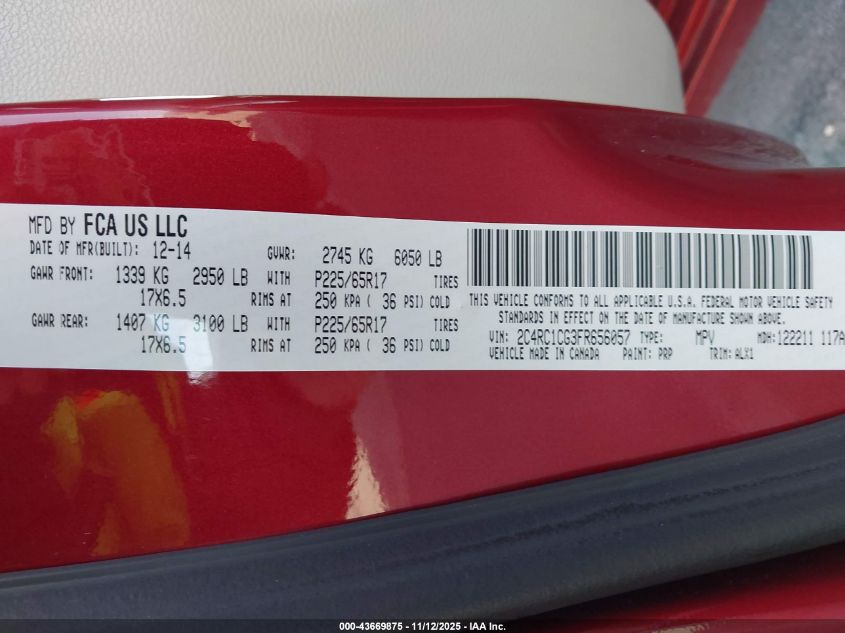 MFD BY FCA US LLC
DATE OF MFR(BUILT): 12-14 GVWR: 2745 KG 6050 LB
GAWR FRONT: 1339 KG 2950 LB WITH P225/65R17 TIRES
17X6.5 RIMS AT 250 KPA ( 36 PSI) COLD
GAWR REAR: 1407 KG 3100 LB WITH P225/65R17 TIRES
17X6.5 RIMS AT 250 KPA ( 36 PSI) COLD
THIS VEHICLE CONFORMS TO ALL APPLICABLE U.S.A. FEDERAL MOTOR VEHICLE SAFETY
STANDARDS IN EFFECT ON THE DATE OF MANUFACTURE SHOWN ABOVE.
VIN: 2C4RC1CG3FR656057 TYPE: MPV MDH: 122211 117A
VEHICLE MADE IN CANADA PAINT: PRP TRIM: ALX1
000-43669875 - 11/12/2025 - IAA Inc.